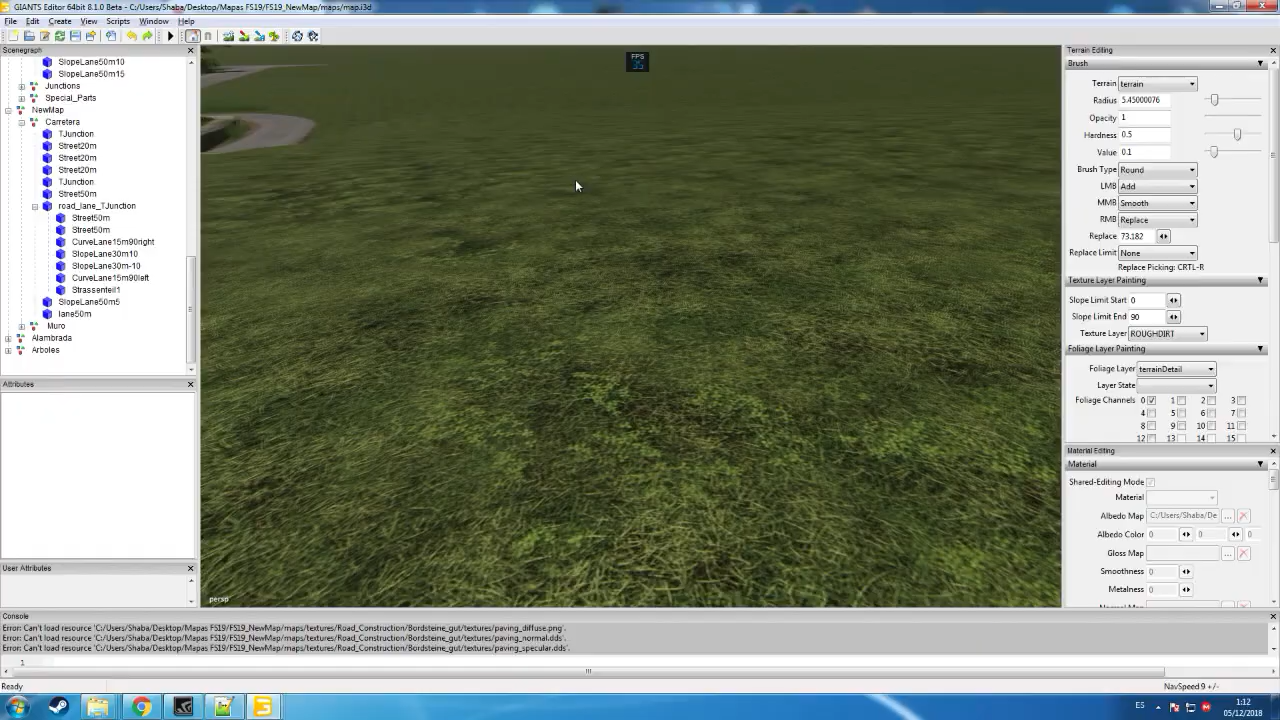 GIANTS Editor 64bit 8.1.0 Beta - C:/Users/Shaba/Desktop/Mapas FS19/FS19_NewMap/maps/map.i3d
File Edit Create View Scripts Window Help
Scenegraph
SlopeLane50m10
SlopeLane50m15
Junctions
Special_Parts
NewMap
Carretera
TJunction
Street20m
Street20m
Street20m
TJunction
Street50m
road_lane_TJunction
Street50m
Street50m
CurveLane15m90right
SlopeLane30m10
SlopeLane30m-10
CurveLane15m90left
Strassenteil1
SlopeLane50m5
lane50m
Muro
Alambrada
Arboles
Attributes
User Attributes
FPS
35
persp
Terrain Editing
Brush
Terrain terrain
Radius 5.45000076
Opacity 1
Hardness 0.5
Value 0.1
Brush Type Round
LMB Add
MMB Smooth
RMB Replace
Replace 73.182
Replace Limit None
Replace Picking: CRTL-R
Texture Layer Painting
Slope Limit Start 0
Slope Limit End 90
Texture Layer ROUGHDIRT
Foliage Layer Painting
Foliage Layer terrainDetail
Layer State
Foliage Channels 0 1 2 3
4 5 6 7
8 9 10 11
12 13 14 15
Material Editing
Material
Shared-Editing Mode
Material
Albedo Map C:/Users/Shaba/De ...
Albedo Color 0 0 0
Gloss Map ...
Smoothness 0
Metalness 0
Console
Error: Can't load resource 'C:/Users/Shaba/Desktop/Mapas FS19/FS19_NewMap/maps/textures/Road_Construction/Bordsteine_gut/textures/paving_diffuse.png'.
Error: Can't load resource 'C:/Users/Shaba/Desktop/Mapas FS19/FS19_NewMap/maps/textures/Road_Construction/Bordsteine_gut/textures/paving_normal.dds'.
Error: Can't load resource 'C:/Users/Shaba/Desktop/Mapas FS19/FS19_NewMap/maps/textures/Road_Construction/Bordsteine_gut/textures/paving_specular.dds'.
1
Ready
NavSpeed 9 +/-
ES
1:12
05/12/2018